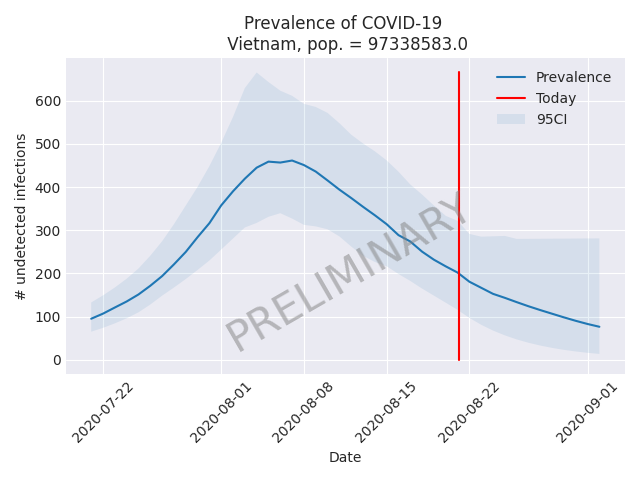 Prevalence of COVID-19
Vietnam, pop. = 97338583.0
Prevalence
Today
95CI
# undetected infections
600
500
400
300
200
100
0
PRELIMINARY
2020-07-22
2020-08-01
2020-08-08
2020-08-15
2020-08-22
2020-09-01
Date